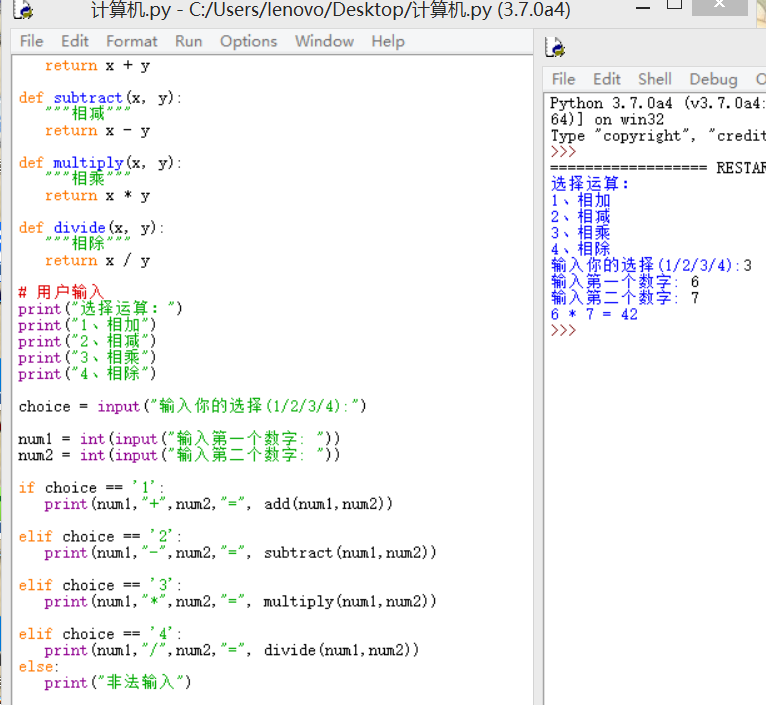 计算机.py - C:/Users/lenovo/Desktop/计算机.py (3.7.0a4)
File Edit Format Run Options Window Help
return x + y
def subtract(x, y):
"""相减"""
return x - y
def multiply(x, y):
"""相乘"""
return x * y
def divide(x, y):
"""相除"""
return x / y
# 用户输入
print("选择运算：")
print("1、相加")
print("2、相减")
print("3、相乘")
print("4、相除")
choice = input("输入你的选择(1/2/3/4):")
num1 = int(input("输入第一个数字: "))
num2 = int(input("输入第二个数字: "))
if choice == '1':
print(num1,"+",num2,"=", add(num1,num2))
elif choice == '2':
print(num1,"-",num2,"=", subtract(num1,num2))
elif choice == '3':
print(num1,"*",num2,"=", multiply(num1,num2))
elif choice == '4':
print(num1,"/",num2,"=", divide(num1,num2))
else:
print("非法输入")
File Edit Shell Debug O
Python 3.7.0a4 (v3.7.0a4:
64)] on win32
Type "copyright", "credit
>>>
================== RESTAR
选择运算：
1、相加
2、相减
3、相乘
4、相除
输入你的选择(1/2/3/4):3
输入第一个数字: 6
输入第二个数字: 7
6 * 7 = 42
>>>